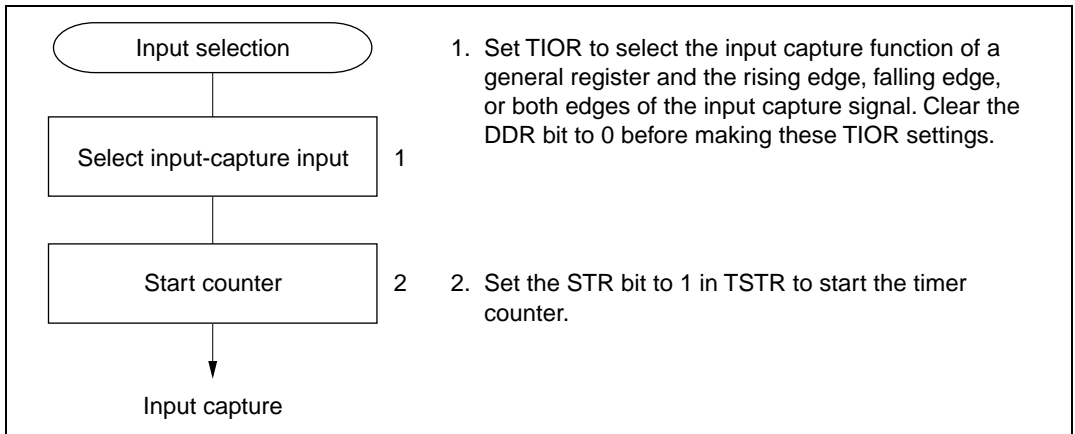 Input selection
Select input-capture input 1
Start counter 2
Input capture
1. Set TIOR to select the input capture function of a
general register and the rising edge, falling edge,
or both edges of the input capture signal. Clear the
DDR bit to 0 before making these TIOR settings.
2. Set the STR bit to 1 in TSTR to start the timer
counter.